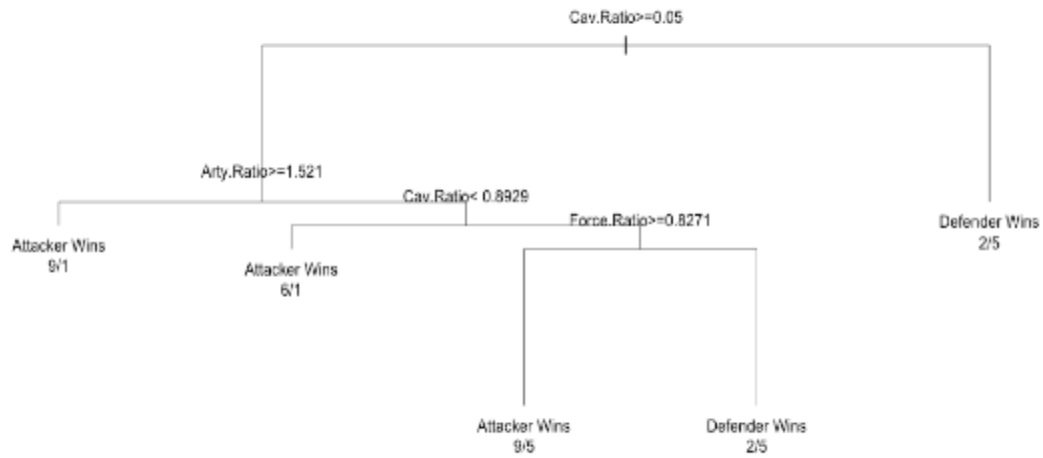 Cav.Ratio>=0.05
Arty.Ratio>=1.521
Cav.Ratio< 0.8929
Force.Ratio>=0.8271
Defender Wins
2/5
Attacker Wins
9/1
Attacker Wins
6/1
Attacker Wins
9/5
Defender Wins
2/5